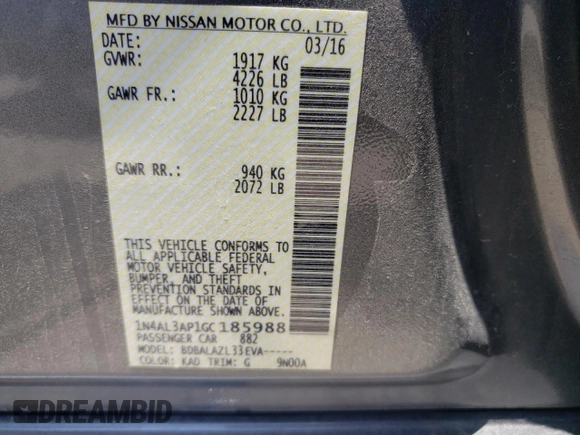 MFD BY NISSAN MOTOR CO., LTD.
DATE: 03/16
GVWR: 1917 KG
4226 LB
GAWR FR.: 1010 KG
2227 LB
GAWR RR.: 940 KG
2072 LB
THIS VEHICLE CONFORMS TO
ALL APPLICABLE FEDERAL
MOTOR VEHICLE SAFETY,
BUMPER, AND THEFT
PREVENTION STANDARDS
IN EFFECT ON THE DATE OF
MANUFACTURE SHOWN ABOVE.
1N4AL3AP1GC185988
PASSENGER CAR 882
MODEL: BDBALAZL33EVA-----
COLOR: KAD TRIM: G 9N00A
DREAMBID